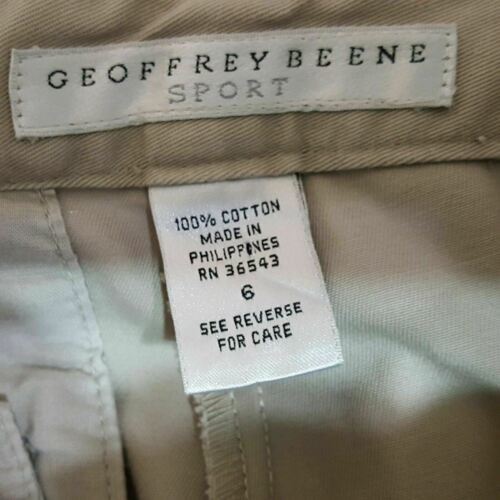 GEOFFREY BEENE
SPORT
100% COTTON
MADE IN
PHILIPPINES
RN 36543
6
SEE REVERSE
FOR CARE